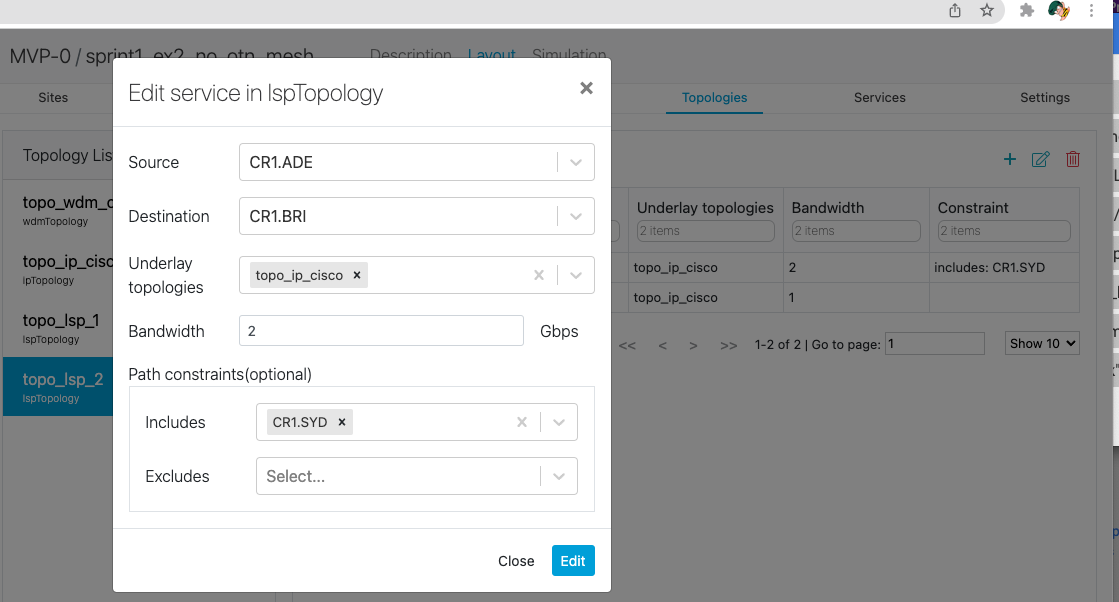 MVP-0 / sprint1_ex2_no_otn_mesh
Description Layout Simulation
Sites
Topologies Services Settings
Edit service in lspTopology ×
Source CR1.ADE
Destination CR1.BRI
Underlay topologies topo_ip_cisco ×
Bandwidth 2 Gbps
Path constraints(optional)
Includes CR1.SYD ×
Excludes Select...
Close Edit
Topology Lis
topo_wdm_c
wdmTopology
topo_ip_cisc
ipTopology
topo_lsp_1
lspTopology
topo_lsp_2
lspTopology
Underlay topologies Bandwidth Constraint
2 items 2 items 2 items
topo_ip_cisco 2 includes: CR1.SYD
topo_ip_cisco 1
<< < > >> 1-2 of 2 | Go to page: 1 Show 10